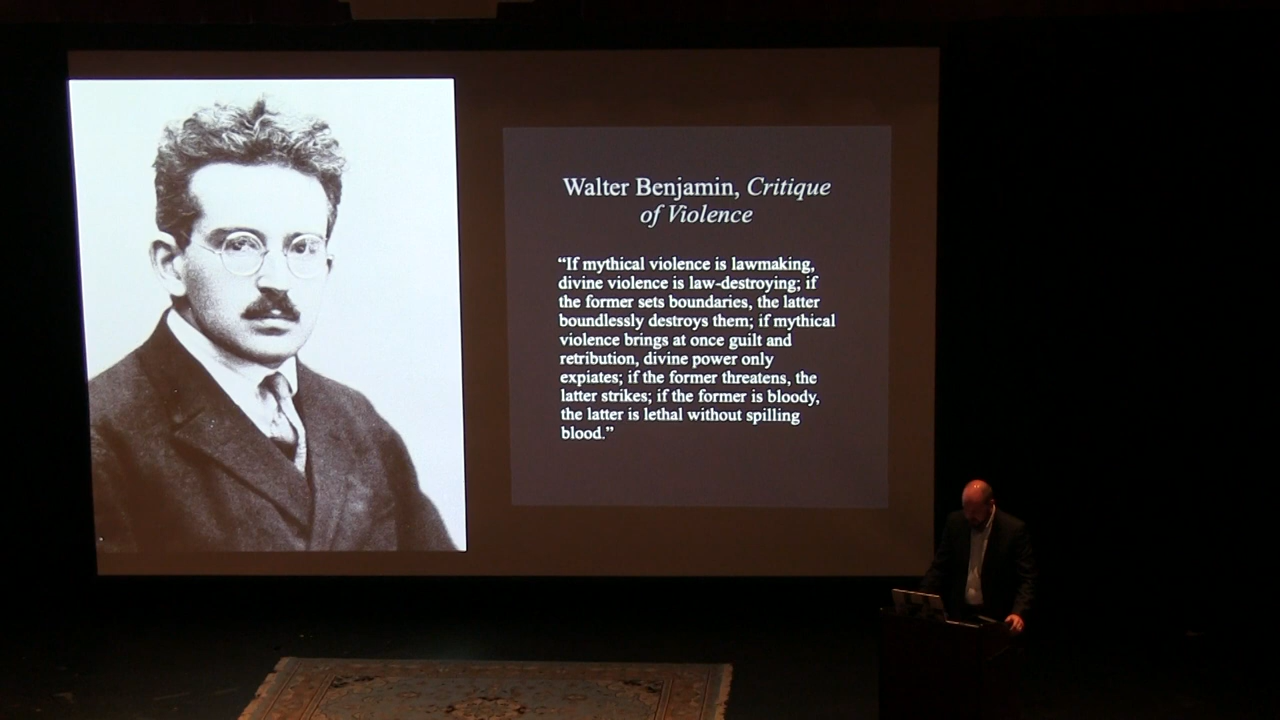 Walter Benjamin, Critique
of Violence
“If mythical violence is lawmaking,
divine violence is law-destroying; if
the former sets boundaries, the latter
boundlessly destroys them; if mythical
violence brings at once guilt and
retribution, divine power only
expiates; if the former threatens, the
latter strikes; if the former is bloody,
the latter is lethal without spilling
blood.”